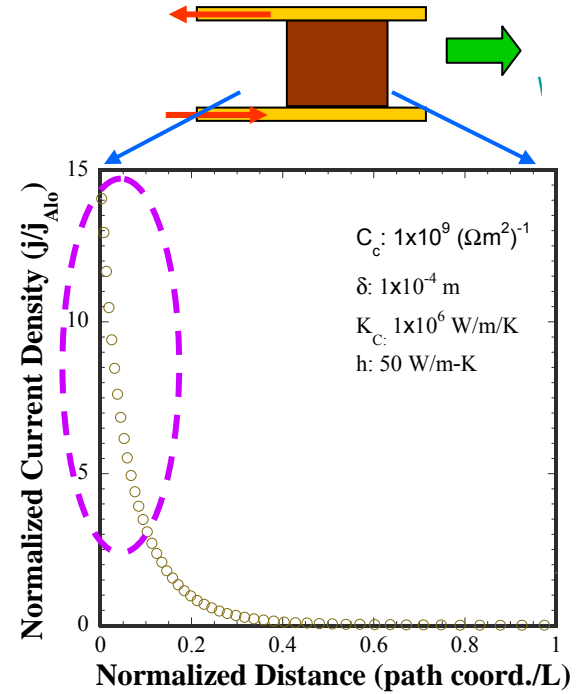 15
10
5
0
0
0.2
0.4
0.6
0.8
1
Normalized Current Density (j/j_Alo)
C_c: 1x10^9 (Ωm^2)^-1
δ: 1x10^-4 m
K_C: 1x10^6 W/m/K
h: 50 W/m-K
Normalized Distance (path coord./L)